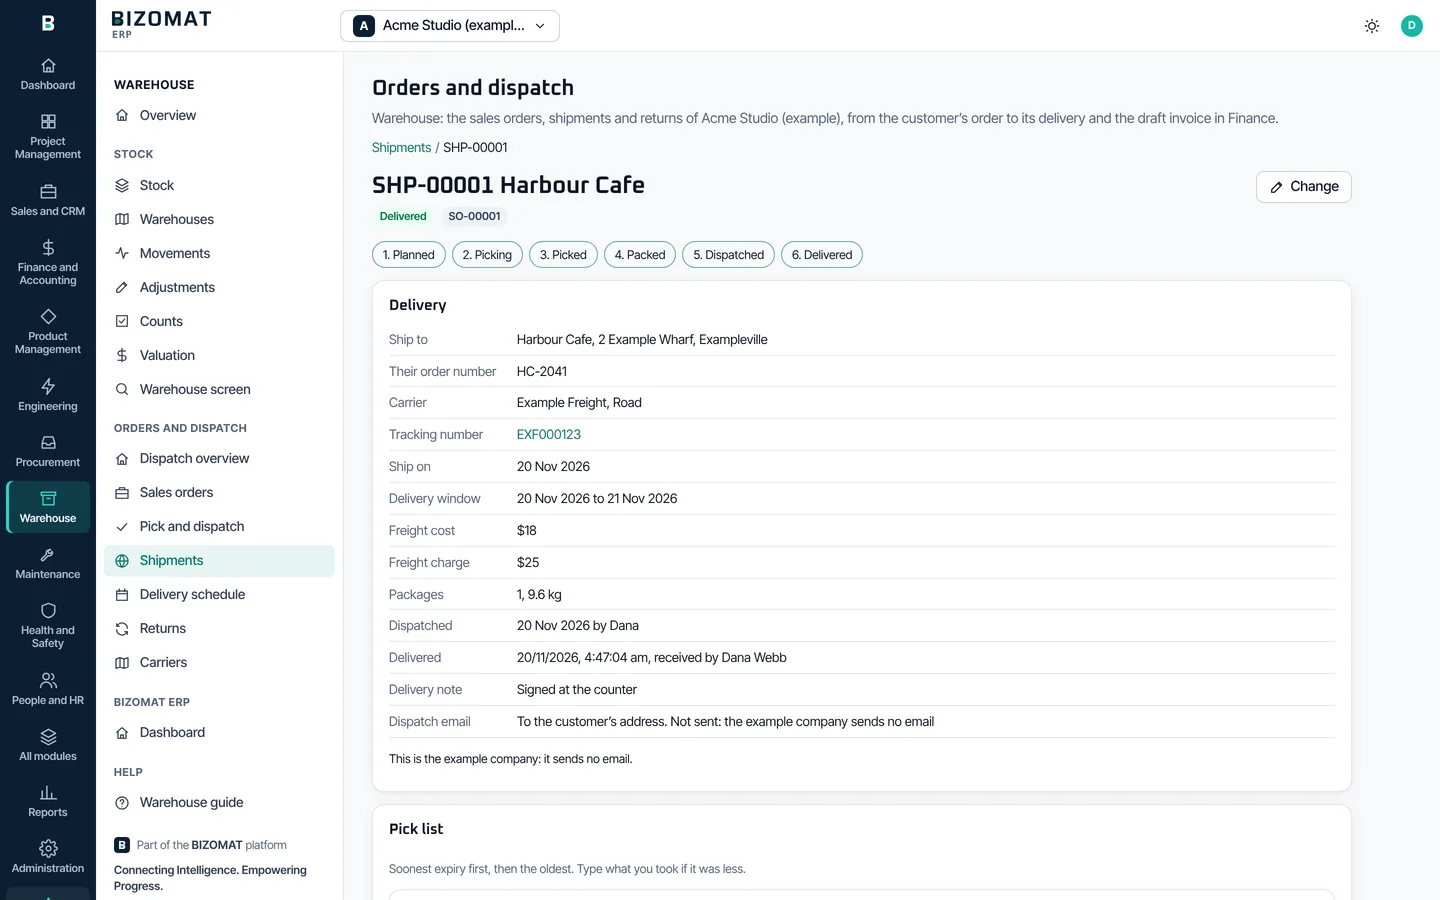 B
BIZOMAT
ERP
A Acme Studio (exampl...
D
Dashboard
Project
Management
Sales and CRM
Finance and
Accounting
Product
Management
Engineering
Procurement
Warehouse
Maintenance
Health and
Safety
People and HR
All modules
Reports
Administration
WAREHOUSE
Overview
STOCK
Stock
Warehouses
Movements
Adjustments
Counts
Valuation
Warehouse screen
ORDERS AND DISPATCH
Dispatch overview
Sales orders
Pick and dispatch
Shipments
Delivery schedule
Returns
Carriers
BIZOMAT ERP
Dashboard
HELP
Warehouse guide
B Part of the BIZOMAT platform
Connecting Intelligence. Empowering
Progress.
Orders and dispatch
Warehouse: the sales orders, shipments and returns of Acme Studio (example), from the customer's order to its delivery and the draft invoice in Finance.
Shipments / SHP-00001
SHP-00001 Harbour Cafe
Change
Delivered SO-00001
1. Planned 2. Picking 3. Picked 4. Packed 5. Dispatched 6. Delivered
Delivery
Ship to Harbour Cafe, 2 Example Wharf, Exampleville
Their order number HC-2041
Carrier Example Freight, Road
Tracking number EXF000123
Ship on 20 Nov 2026
Delivery window 20 Nov 2026 to 21 Nov 2026
Freight cost $18
Freight charge $25
Packages 1, 9.6 kg
Dispatched 20 Nov 2026 by Dana
Delivered 20/11/2026, 4:47:04 am, received by Dana Webb
Delivery note Signed at the counter
Dispatch email To the customer's address. Not sent: the example company sends no email
This is the example company: it sends no email.
Pick list
Soonest expiry first, then the oldest. Type what you took if it was less.